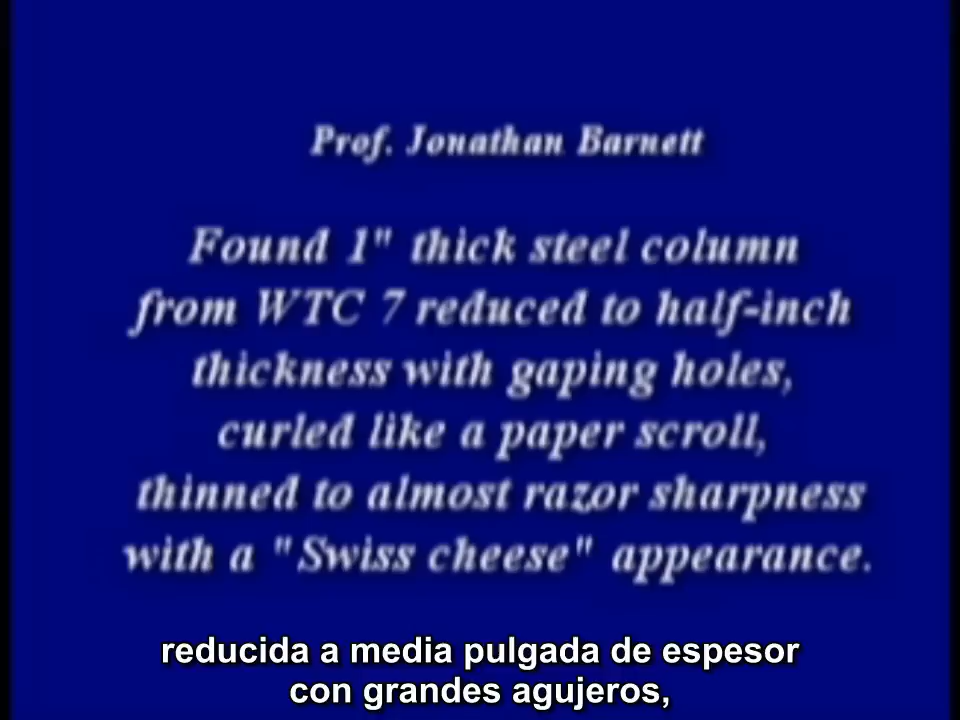 Prof. Jonathan Barnett
Found 1" thick steel column
from WTC 7 reduced to half-inch
thickness with gaping holes,
curled like a paper scroll,
thinned to almost razor sharpness
with a "Swiss cheese" appearance.
reducida a media pulgada de espesor
con grandes agujeros,